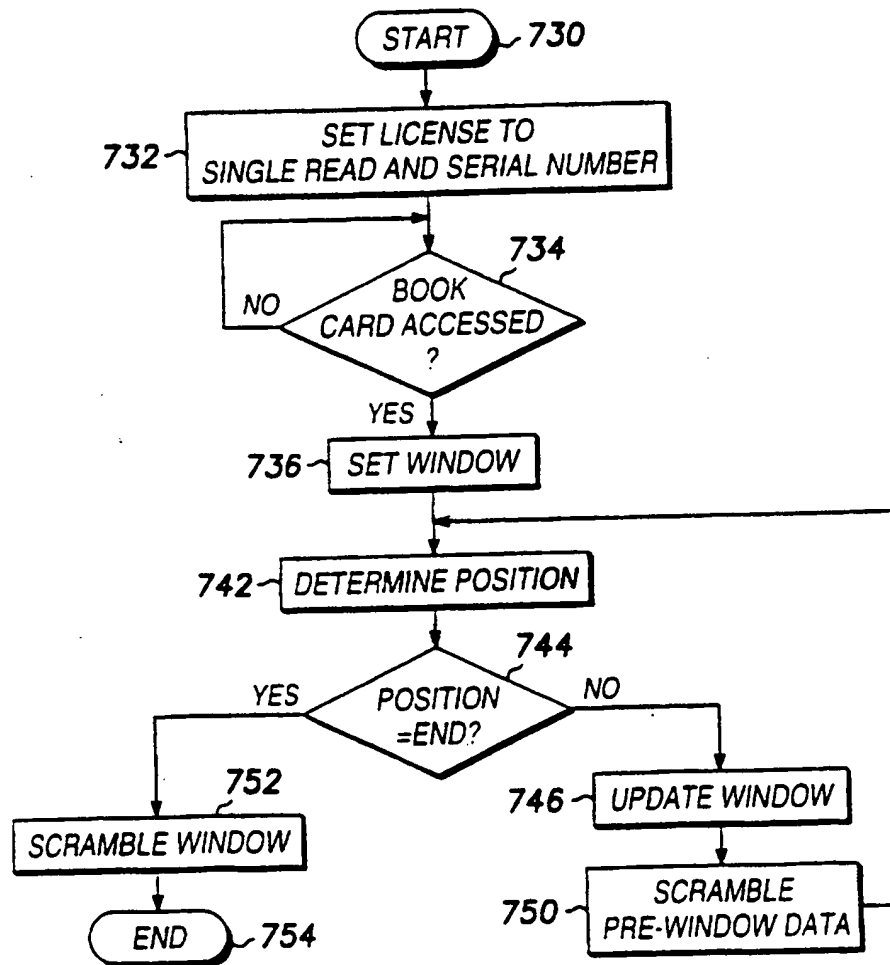 START 730
732 SET LICENSE TO
SINGLE READ AND SERIAL NUMBER
734
NO BOOK
CARD ACCESSED
?
YES
736 SET WINDOW
742 DETERMINE POSITION
744
YES POSITION NO
=END?
752
746 UPDATE WINDOW
SCRAMBLE WINDOW
750 SCRAMBLE
PRE-WINDOW DATA
END 754